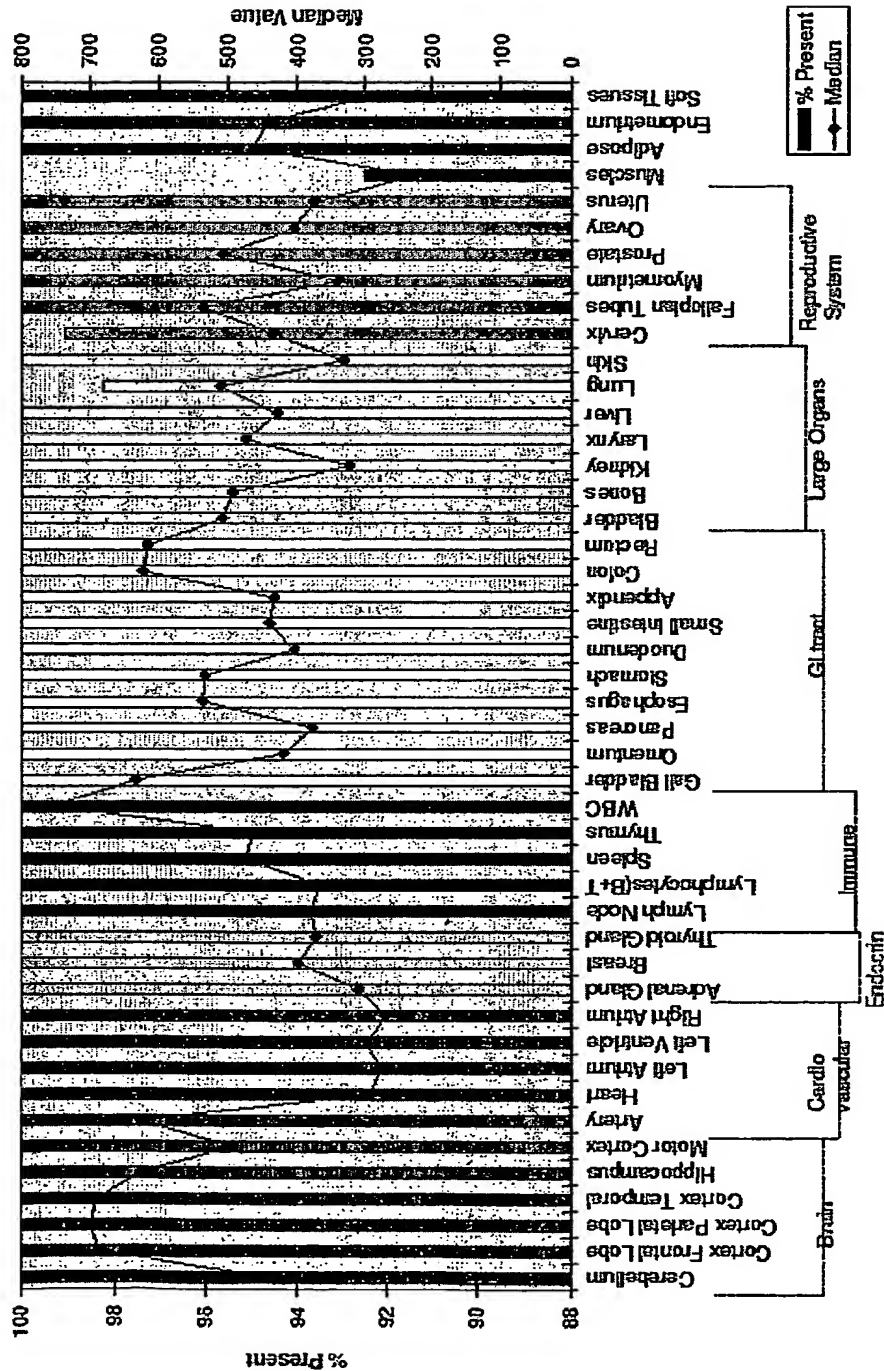 % Present
100
98
96
94
92
90
88
Cerebellum
Cortex Frontal Lobe
Cortex Parietal Lobe
Cortex Temporal
Hippocampus
Motor Cortex
Artery
Heart
Left Atrium
Left Ventricle
Right Atrium
Adrenal Gland
Breast
Thyroid Gland
Lymph Node
Lymphocytes(B+T)
Spleen
Thymus
WBC
Gall Bladder
Omentum
Pancreas
Esophagus
Stomach
Duodenum
Small Intestine
Appendix
Colon
Rectum
Bladder
Bones
Kidney
Larynx
Liver
Lung
Skin
Cervix
Fallopian Tubes
Myometrium
Prostate
Ovary
Uterus
Muscles
Adipose
Endometrium
Soft Tissues
Brain
Cardio
vascular
Endocrin
Immune
GI tract
Large Organs
Reproductive
System
800
700
600
500
400
300
200
100
0
Median Value
% Present
Median